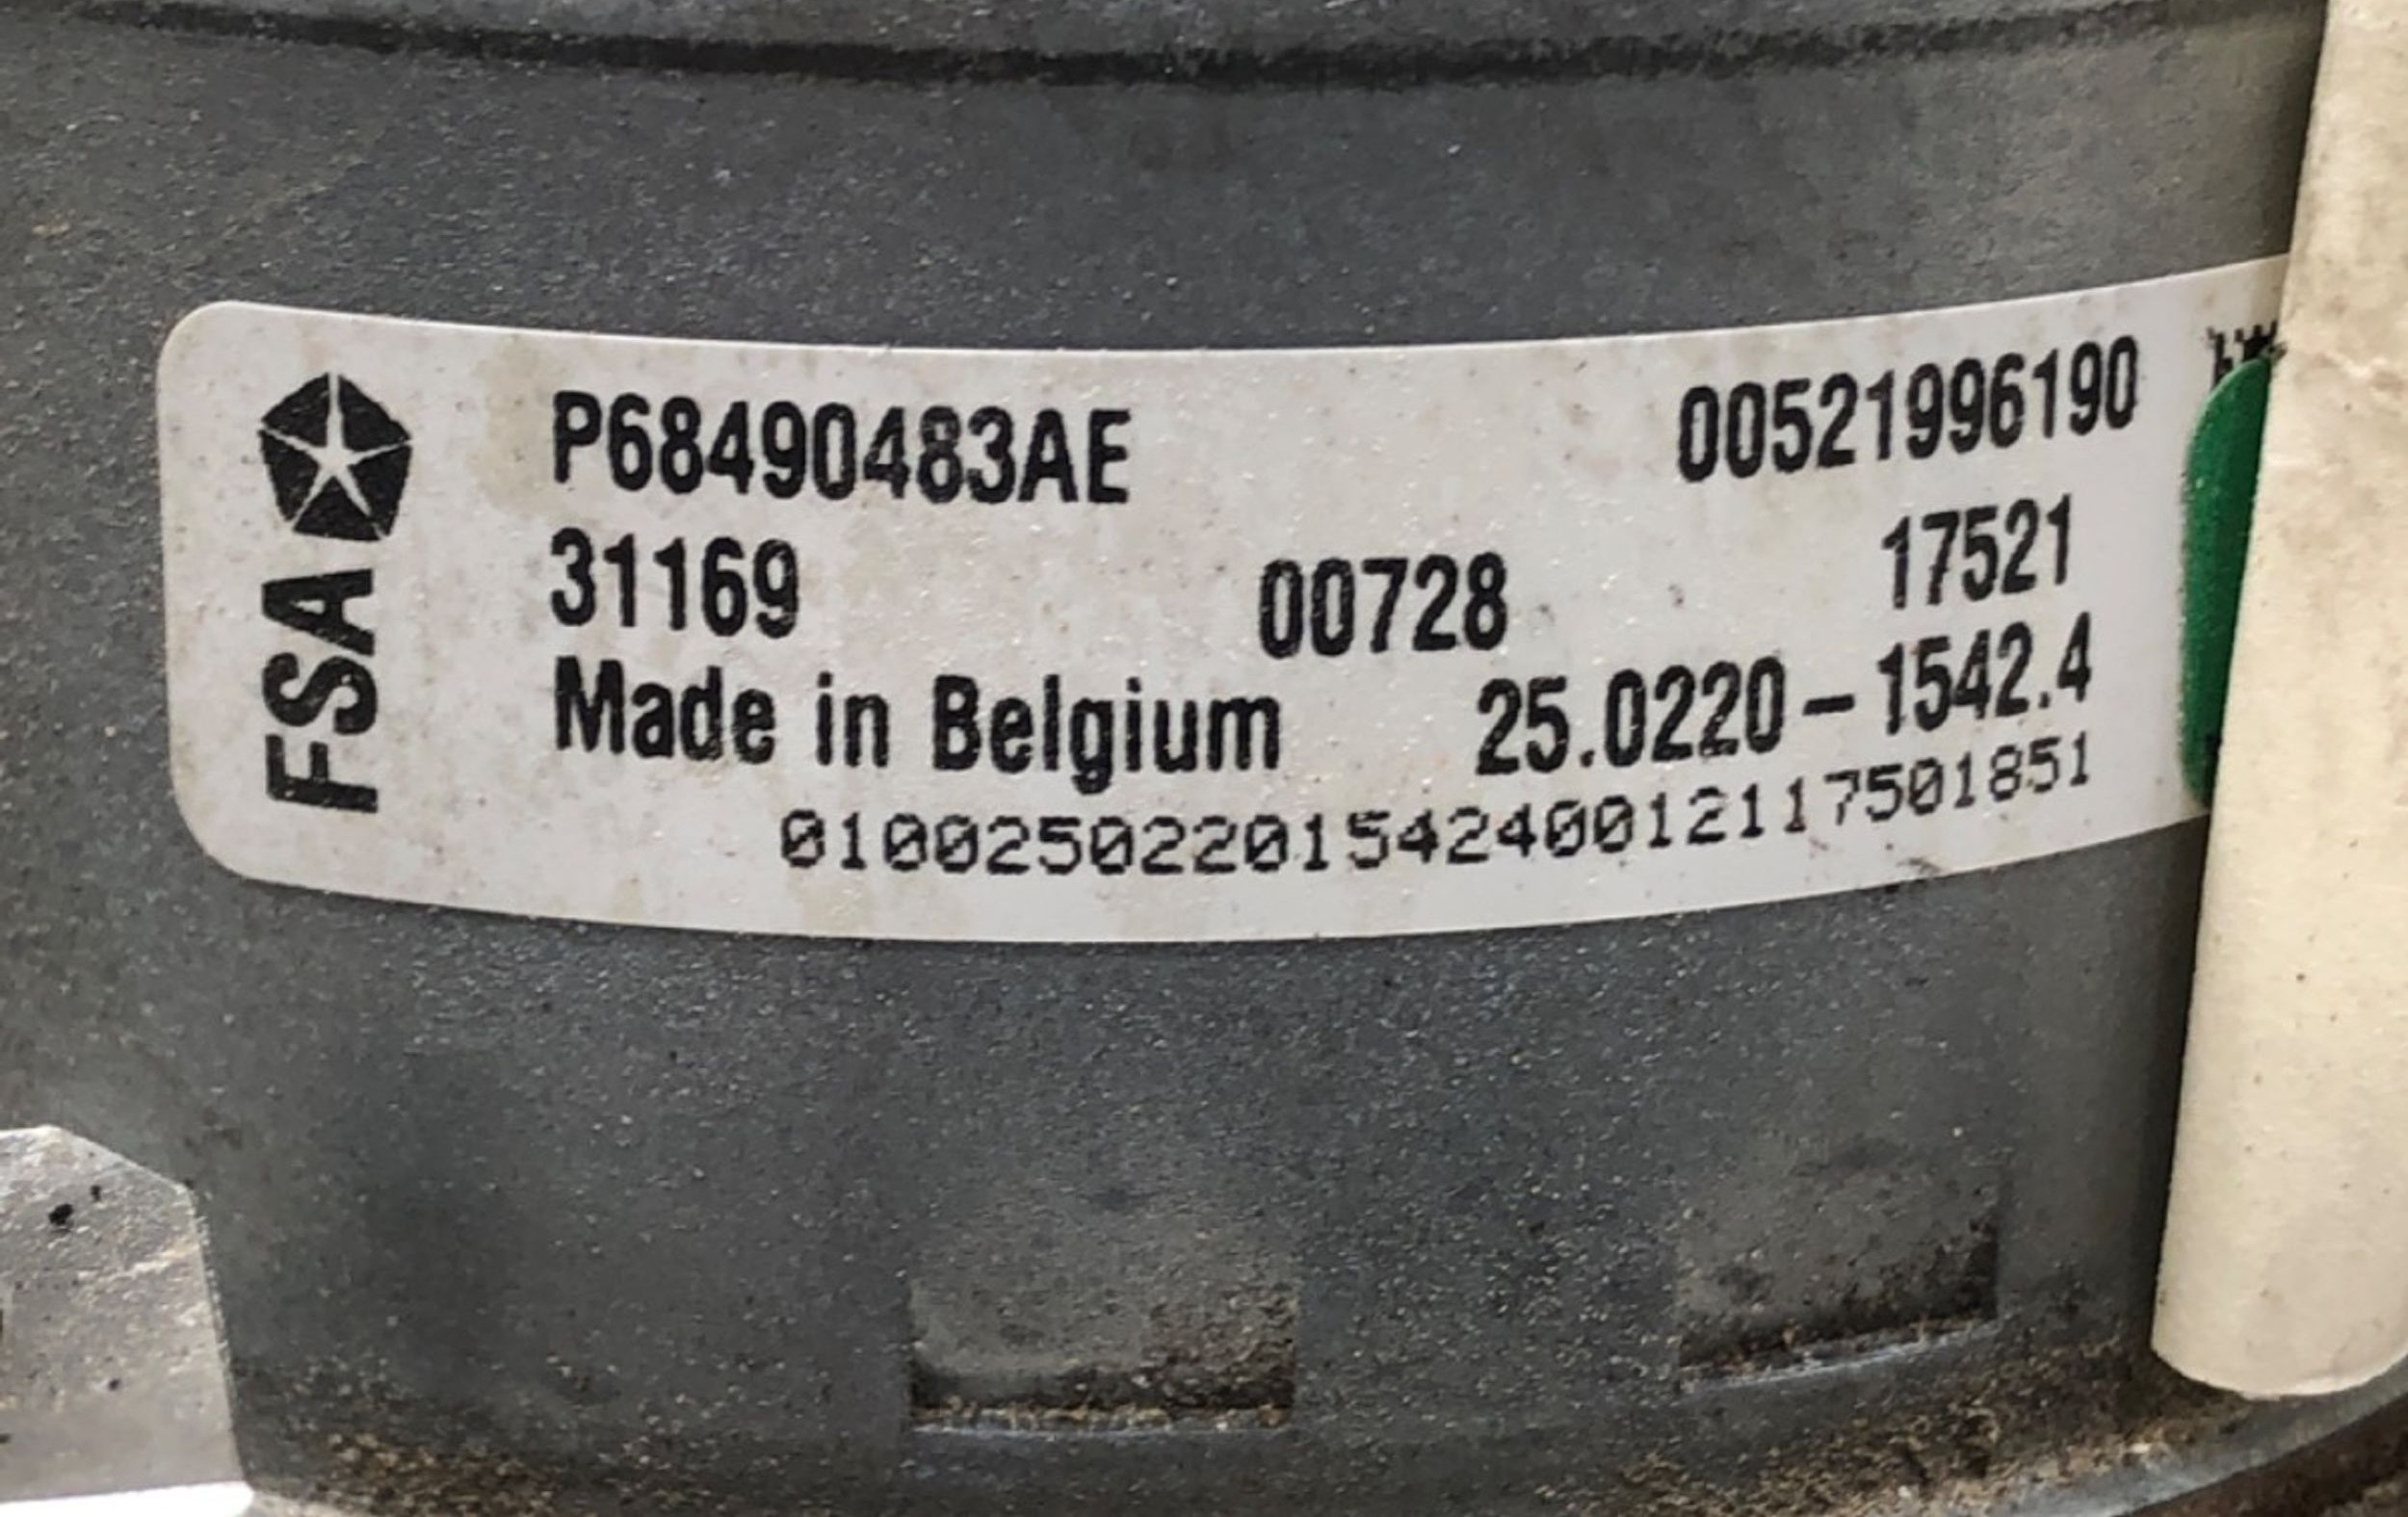 FSA
P68490483AE 00521996190
31169 00728 17521
Made in Belgium 25.0220-1542.4
0100250220154240012117501851